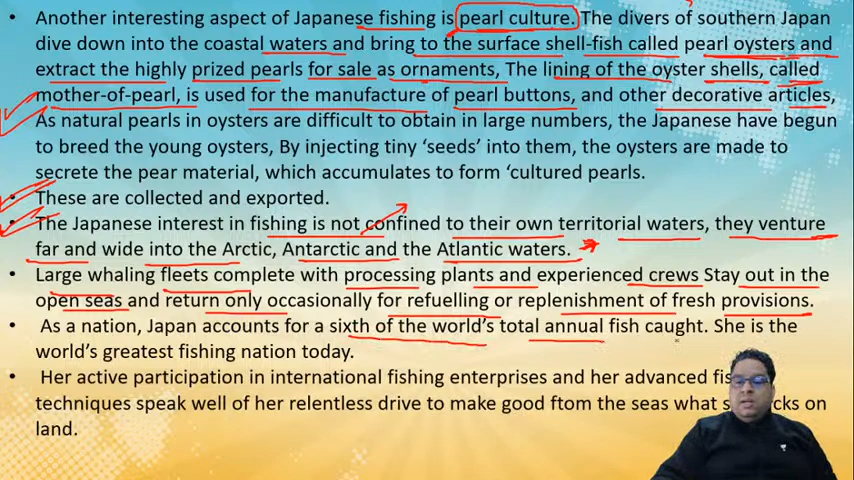 • Another interesting aspect of Japanese fishing is pearl culture. The divers of southern Japan
dive down into the coastal waters and bring to the surface shell-fish called pearl oysters and
extract the highly prized pearls for sale as ornaments, The lining of the oyster shells, called
mother-of-pearl, is used for the manufacture of pearl buttons, and other decorative articles,
As natural pearls in oysters are difficult to obtain in large numbers, the Japanese have begun
to breed the young oysters, By injecting tiny ‘seeds’ into them, the oysters are made to
secrete the pear material, which accumulates to form ‘cultured pearls.
• These are collected and exported.
• The Japanese interest in fishing is not confined to their own territorial waters, they venture
far and wide into the Arctic, Antarctic and the Atlantic waters.
• Large whaling fleets complete with processing plants and experienced crews Stay out in the
open seas and return only occasionally for refuelling or replenishment of fresh provisions.
• As a nation, Japan accounts for a sixth of the world’s total annual fish caught. She is the
world’s greatest fishing nation today.
• Her active participation in international fishing enterprises and her advanced
techniques speak well of her relentless drive to make good ftom the seas what on
land.